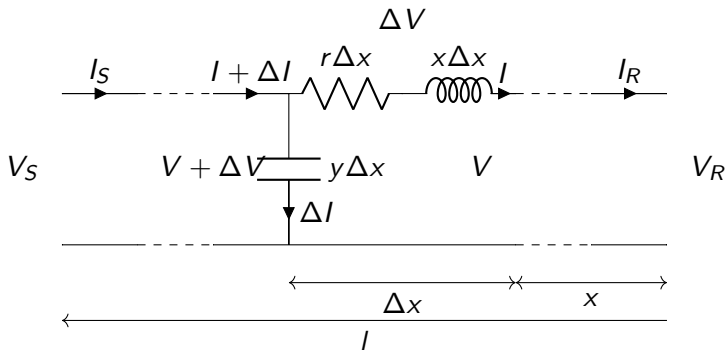 ΔV
rΔx xΔx
I_S I + ΔI I I_R
V_S V + ΔV yΔx V V_R
ΔI
Δx x
l